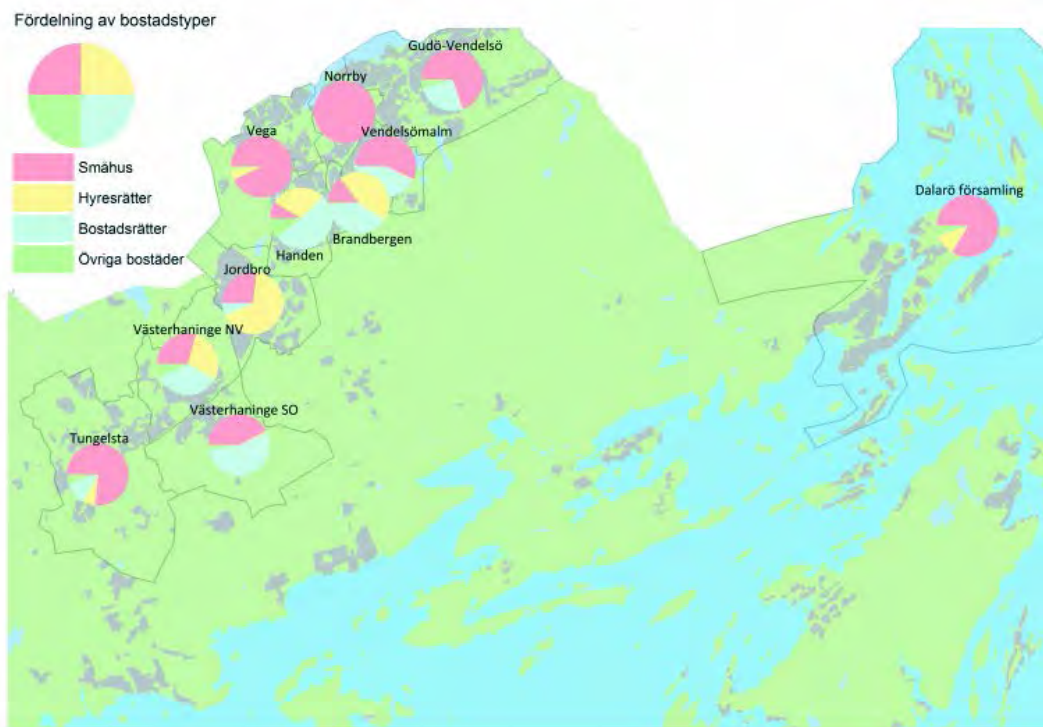 Fördelning av bostadstyper
Småhus
Hyresrätter
Bostadsrätter
Övriga bostäder
Gudö-Vendelsö
Norrby
Vega
Vendelsömalm
Dalarö församling
Brandbergen
Handen
Jordbro
Västerhaninge NV
Västerhaninge SO
Tungelsta